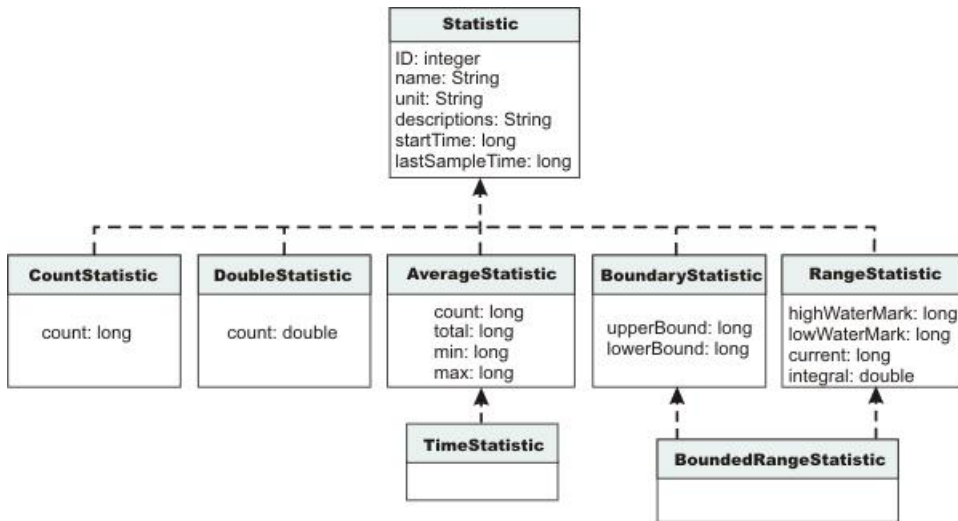 Statistic
ID: integer
name: String
unit: String
descriptions: String
startTime: long
lastSampleTime: long
CountStatistic
count: long
DoubleStatistic
count: double
AverageStatistic
count: long
total: long
min: long
max: long
BoundaryStatistic
upperBound: long
lowerBound: long
RangeStatistic
highWaterMark: long
lowWaterMark: long
current: long
integral: double
TimeStatistic
BoundedRangeStatistic